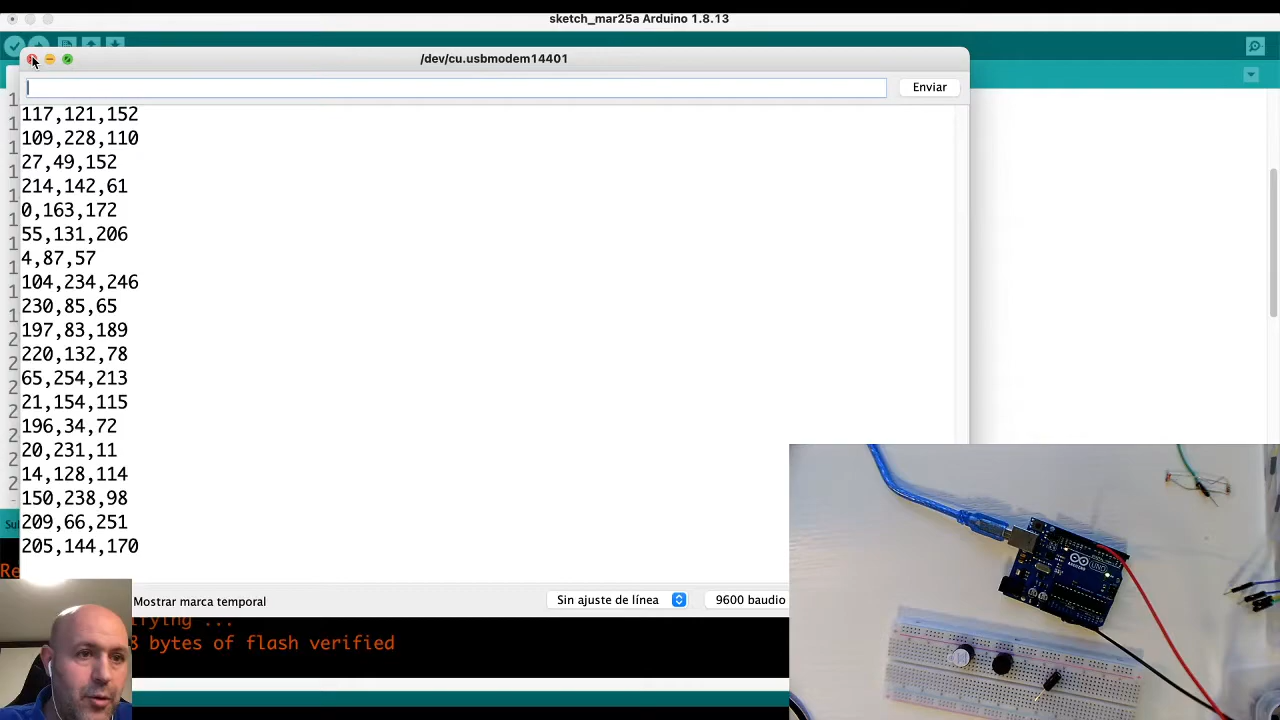 sketch_mar25a Arduino 1.8.13
/dev/cu.usbmodem14401
Enviar
117,121,152
109,228,110
27,49,152
214,142,61
0,163,172
55,131,206
4,87,57
104,234,246
230,85,65
197,83,189
220,132,78
65,254,213
21,154,115
196,34,72
20,231,11
14,128,114
150,238,98
209,66,251
205,144,170
Mostrar marca temporal
Sin ajuste de línea
9600 baudio
...
bytes of flash verified
UNO
ARDUINO